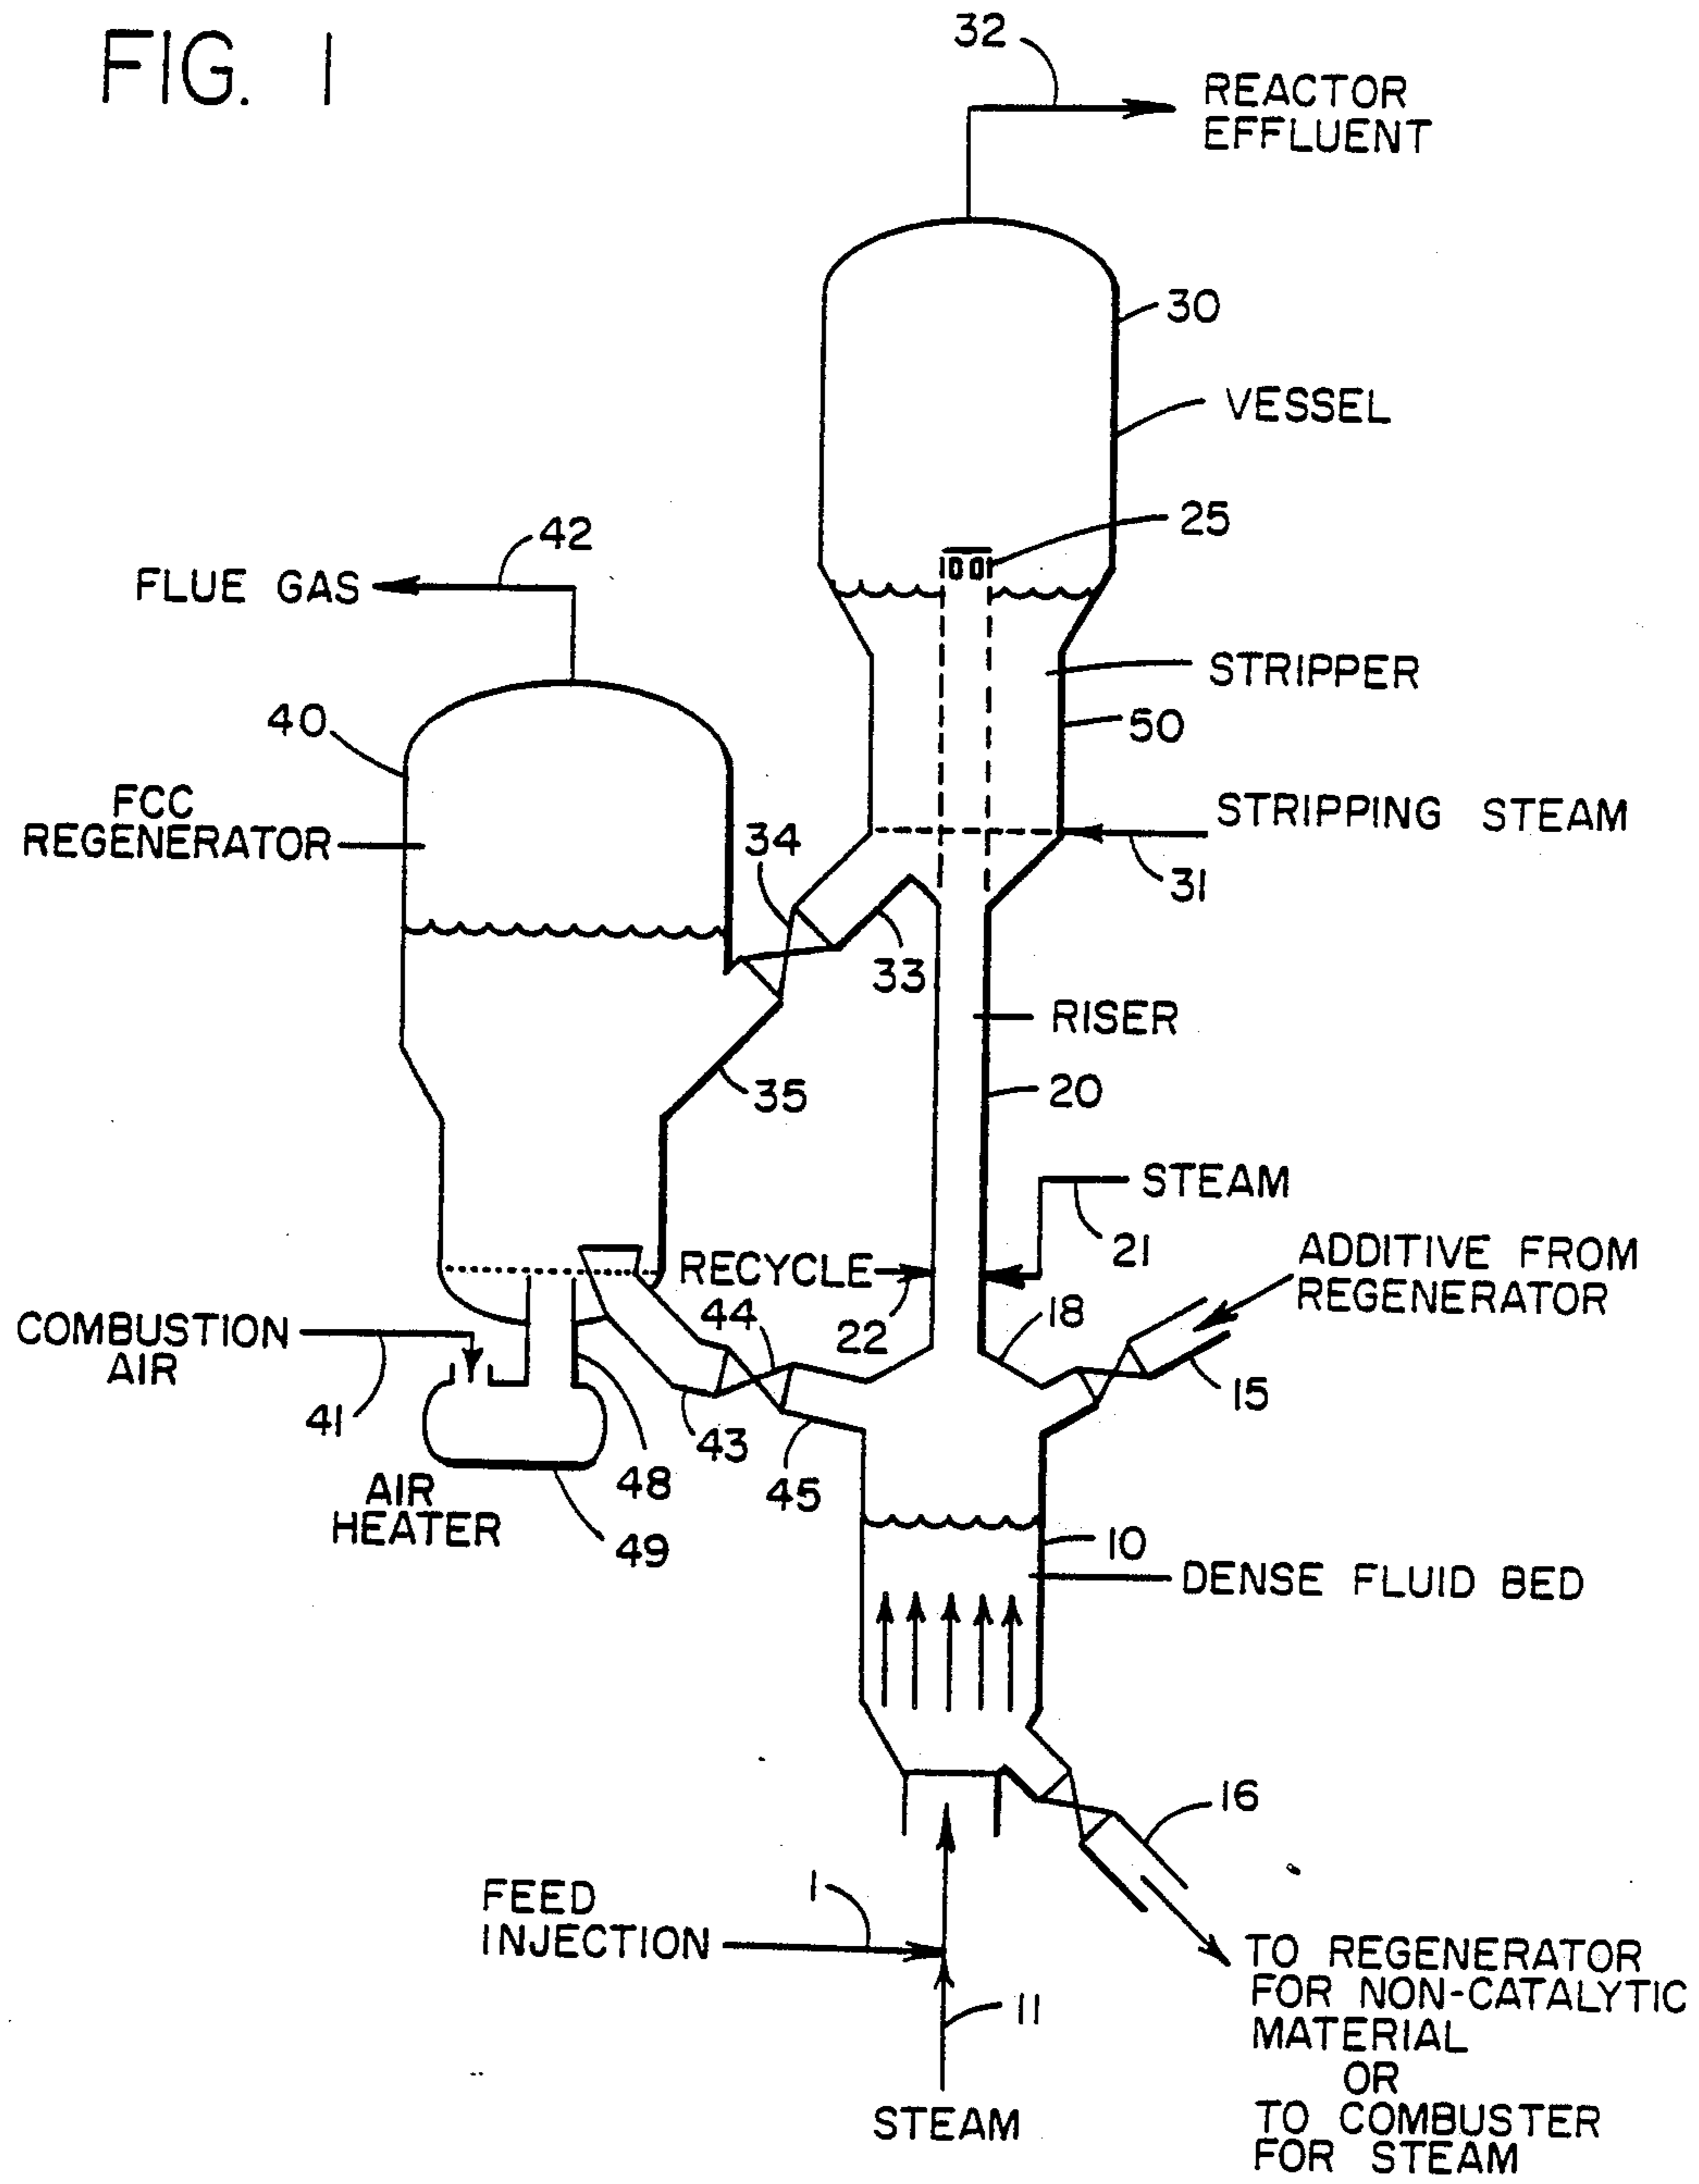 FIG. 1
32
REACTOR
EFFLUENT
30
VESSEL
25
42
FLUE GAS
STRIPPER
50
40
FCC
REGENERATOR
STRIPPING STEAM
34
31
33
RISER
35
20
STEAM
21
RECYCLE
ADDITIVE FROM
REGENERATOR
44
18
22
COMBUSTION
AIR
15
41
43
48
45
AIR
HEATER
49
10
DENSE FLUID BED
16
1
FEED
INJECTION
11
TO REGENERATOR
FOR NON-CATALYTIC
MATERIAL
OR
TO COMBUSTER
FOR STEAM
STEAM